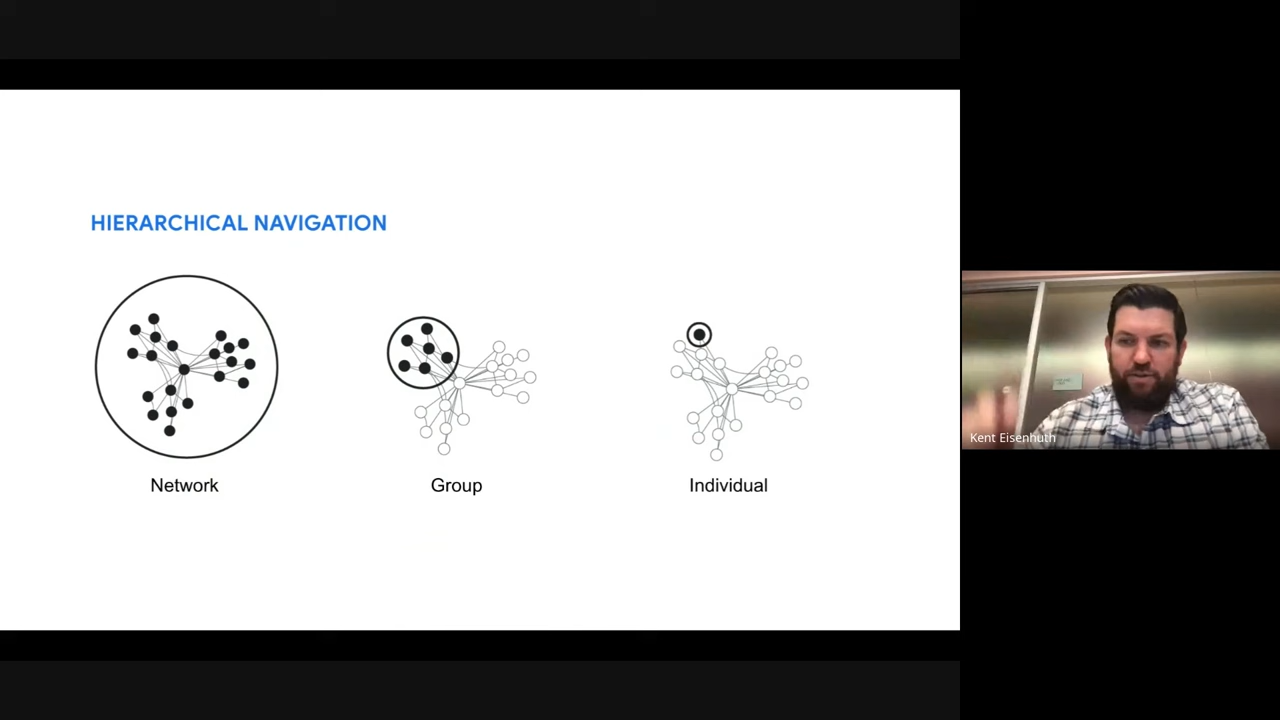 HIERARCHICAL NAVIGATION
Network
Group
Individual
Kent Eisenhuth